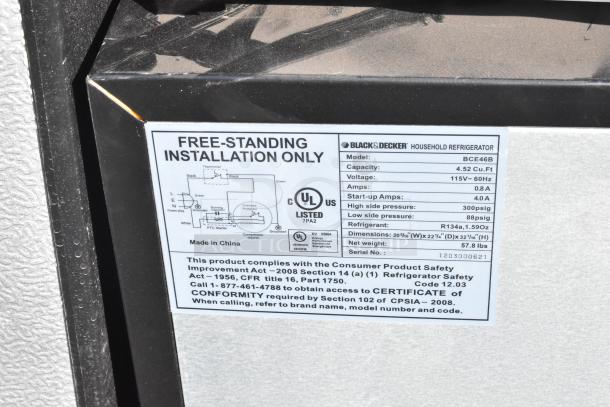 FREE-STANDING
INSTALLATION ONLY
L
E
N
C UL US
LISTED
7PA2
Made in China
BLACK&DECKER HOUSEHOLD REFRIGERATOR
Model: BCE46B
Capacity: 4.52 Cu.Ft
Voltage: 115V~ 60Hz
Amps: 0.8A
Start-up Amps: 4.0A
High side pressure: 300psig
Low side pressure: 88psig
Refrigerant: R134a,1.59Oz
Dimensions: (W)x (D)x (H)
Net weight: 57.8 lbs
Serial No. : 1203000621
This product complies with the Consumer Product Safety
Improvement Act – 2008 Section 14 (a) (1) Refrigerator Safety
Act – 1956, CFR title 16, Part 1750. Code 12.03
Call 1- 877-461-4788 to obtain access to CERTIFICATE of
CONFORMITY required by Section 102 of CPSIA – 2008.
When calling, refer to brand name, model number and code.